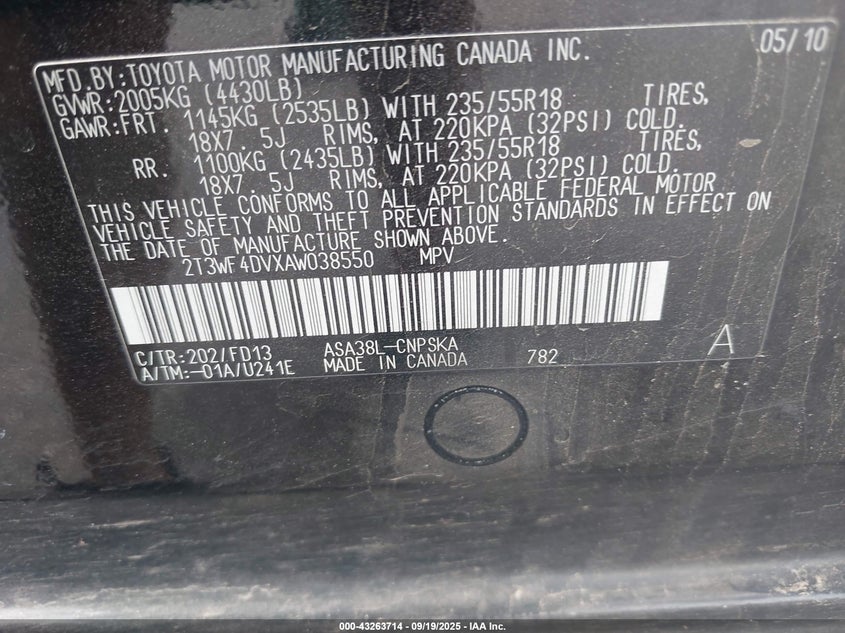 MFD.BY:TOYOTA MOTOR MANUFACTURING CANADA INC. 05/10
GVWR:2005KG (4430LB)
GAWR:FRT. 1145KG (2535LB) WITH 235/55R18 TIRES,
18X7. 5J RIMS, AT 220KPA (32PSI) COLD.
RR. 1100KG (2435LB) WITH 235/55R18 TIRES,
18X7. 5J RIMS, AT 220KPA (32PSI) COLD.
THIS VEHICLE CONFORMS TO ALL APPLICABLE FEDERAL MOTOR
VEHICLE SAFETY AND THEFT PREVENTION STANDARDS IN EFFECT ON
THE DATE OF MANUFACTURE SHOWN ABOVE.
2T3WF4DVXAW038550 MPV
C/TR:202/FD13 ASA38L-CNPSKA A
A/TM:-01A/U241E MADE IN CANADA 782
000-43263714 - 09/19/2025 - IAA Inc.